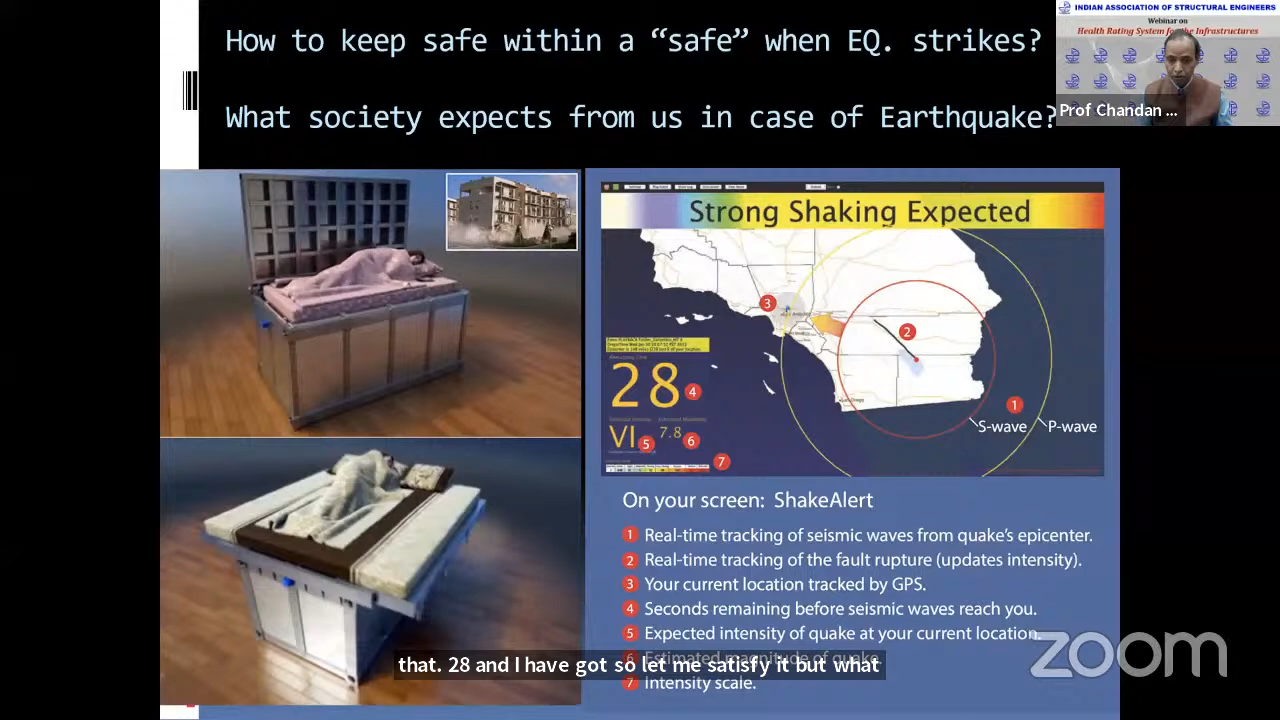 How to keep safe within a “safe” when EQ. strikes?
What society expects from us in case of Earthquake?
INDIAN ASSOCIATION OF STRUCTURAL ENGINEERS
Webinar on
Health Rating System for the Infrastructures
Prof Chandan ...
Strong Shaking Expected
3
2
28
4
1
S-wave
P-wave
VI
5
7.8
6
7
On your screen: ShakeAlert
1 Real-time tracking of seismic waves from quake’s epicenter.
2 Real-time tracking of the fault rupture (updates intensity).
3 Your current location tracked by GPS.
4 Seconds remaining before seismic waves reach you.
5 Expected intensity of quake at your current location.
6 Estimated magnitude of quake.
that. 28 and I have got so let me satisfy it but what
7 Intensity scale.
zoom